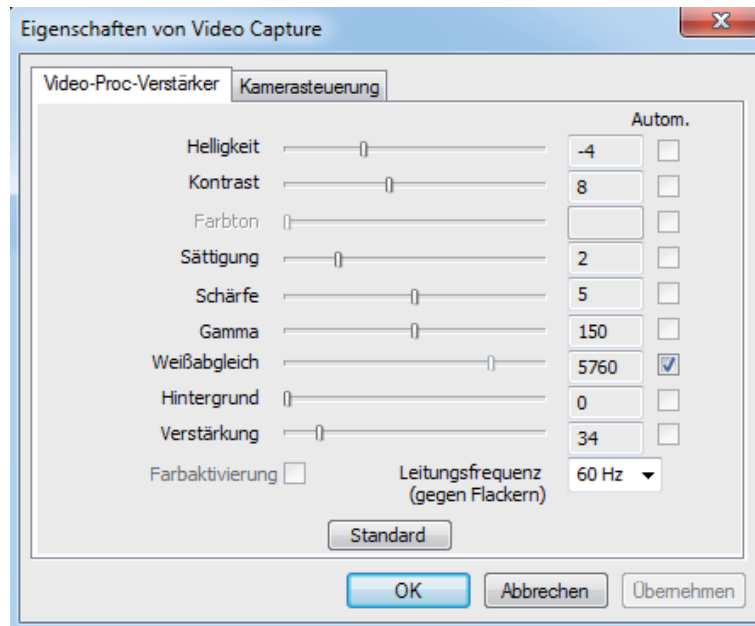 Eigenschaften von Video Capture
Video-Proc-Verstärker Kamerasteuerung
Autom.
Helligkeit -4
Kontrast 8
Farbton
Sättigung 2
Schärfe 5
Gamma 150
Weißabgleich 5760
Hintergrund 0
Verstärkung 34
Farbaktivierung Leitungsfrequenz 60 Hz
(gegen Flackern)
Standard
OK Abbrechen Übernehmen